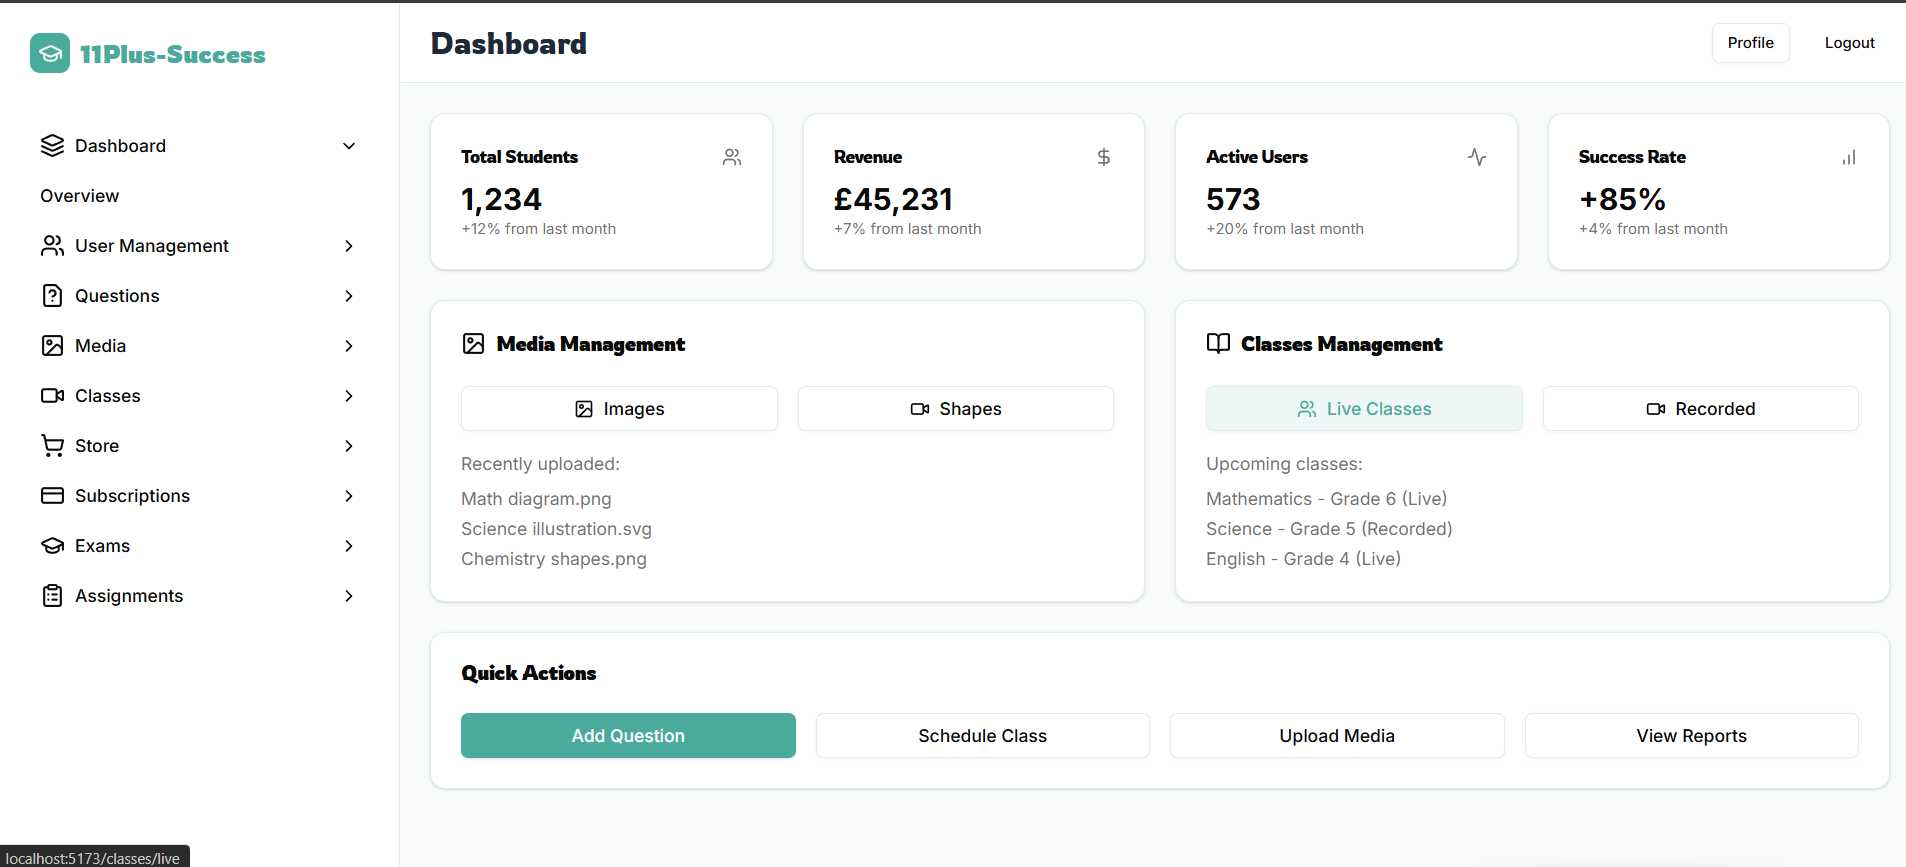 11Plus-Success
Dashboard
Overview
User Management
Questions
Media
Classes
Store
Subscriptions
Exams
Assignments
Dashboard
Profile
Logout
Total Students
1,234
+12% from last month
Revenue
£45,231
+7% from last month
Active Users
573
+20% from last month
Success Rate
+85%
+4% from last month
Media Management
Images
Shapes
Recently uploaded:
Math diagram.png
Science illustration.svg
Chemistry shapes.png
Classes Management
Live Classes
Recorded
Upcoming classes:
Mathematics - Grade 6 (Live)
Science - Grade 5 (Recorded)
English - Grade 4 (Live)
Quick Actions
Add Question
Schedule Class
Upload Media
View Reports
localhost:5173/classes/live